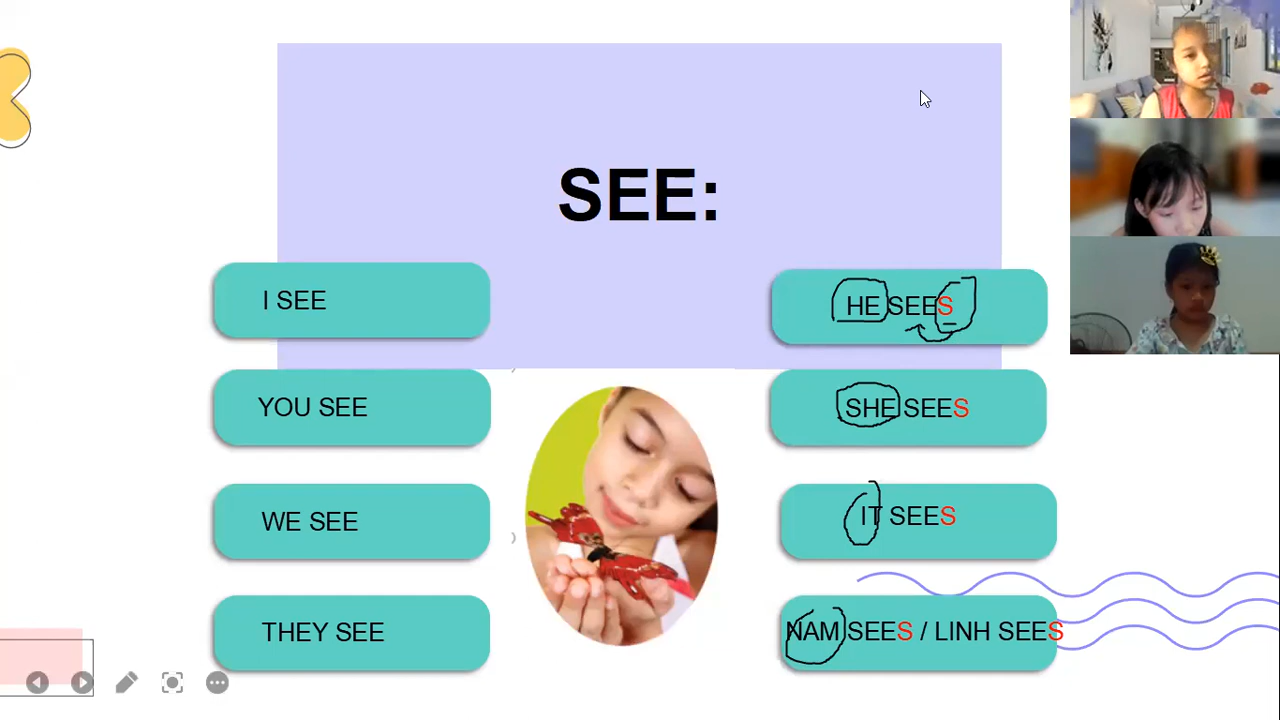 SEE:
I SEE
YOU SEE
WE SEE
THEY SEE
HE SEES
SHE SEES
IT SEES
NAM SEES / LINH SEES